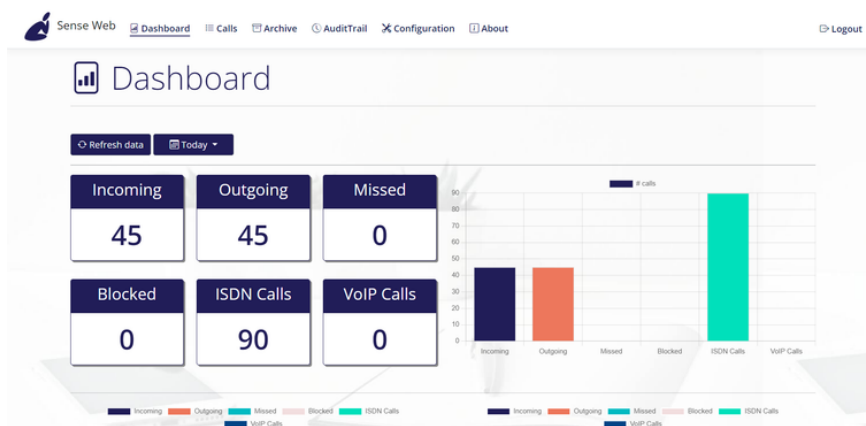 Sense Web Dashboard Calls Archive AuditTrail Configuration About Logout
Dashboard
Refresh data Today
Incoming Outgoing Missed
45 45 0
Blocked ISDN Calls VoIP Calls
0 90 0
# calls
90
80
70
60
50
40
30
20
10
0
Incoming Outgoing Missed Blocked ISDN Calls VoIP Calls
Incoming Outgoing Missed Blocked ISDN Calls
VoIP Calls
Incoming Outgoing Missed Blocked ISDN Calls
VoIP Calls